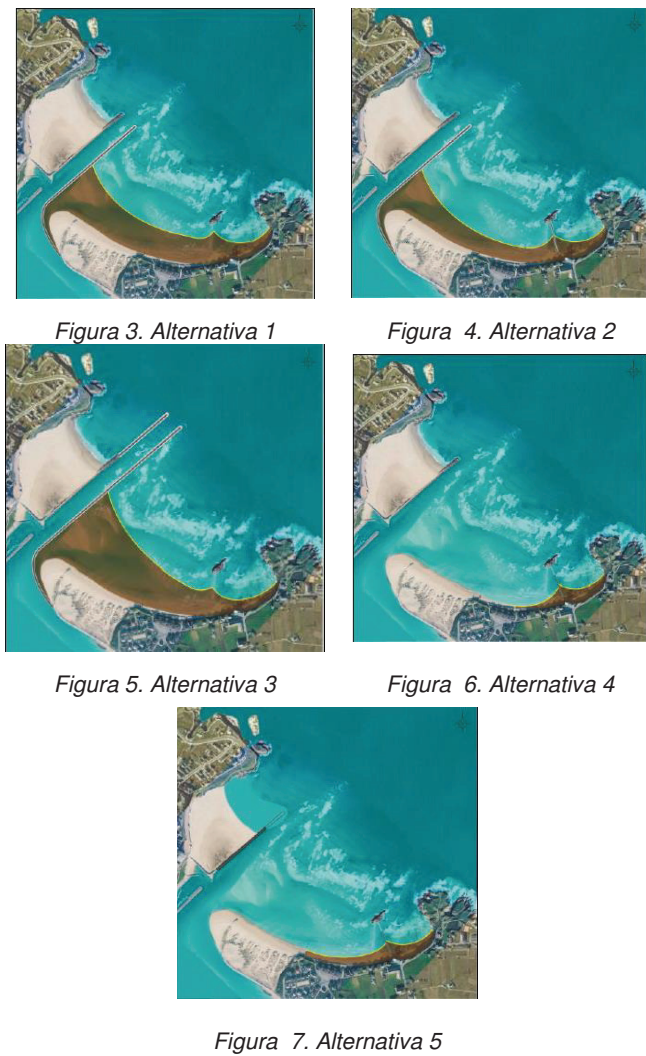 Figura 3. Alternativa 1
Figura 4. Alternativa 2
Figura 5. Alternativa 3
Figura 6. Alternativa 4
Figura 7. Alternativa 5